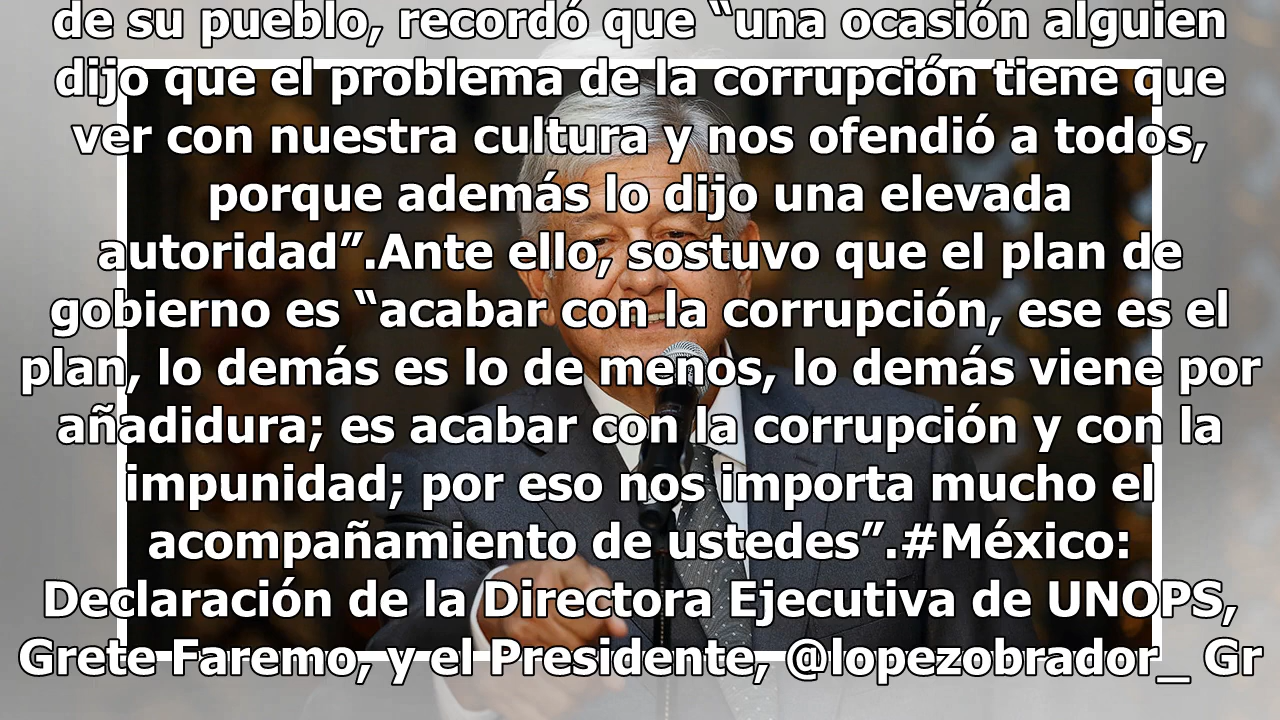 de su pueblo, recordó que “una ocasión alguien
dijo que el problema de la corrupción tiene que
ver con nuestra cultura y nos ofendió a todos,
porque además lo dijo una elevada
autoridad”.Ante ello, sostuvo que el plan de
gobierno es “acabar con la corrupción, ese es el
plan, lo demás es lo de menos, lo demás viene por
añadidura; es acabar con la corrupción y con la
impunidad; por eso nos importa mucho el
acompañamiento de ustedes”.#México:
Declaración de la Directora Ejecutiva de UNOPS,
Grete Faremo, y el Presidente, @lopezobrador_ Gr